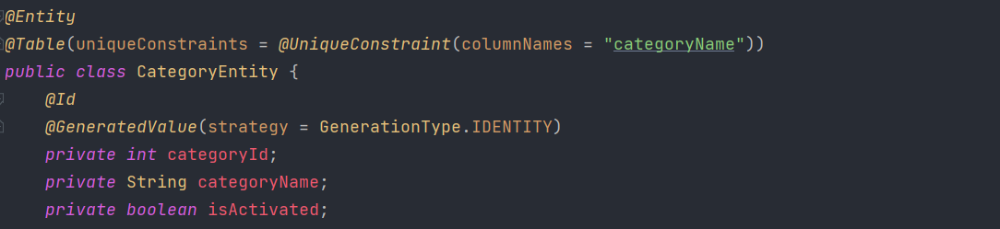 @Entity
@Table(uniqueConstraints = @UniqueConstraint(columnNames = "categoryName"))
public class CategoryEntity {
    @Id
    @GeneratedValue(strategy = GenerationType.IDENTITY)
    private int categoryId;
    private String categoryName;
    private boolean isActivated;